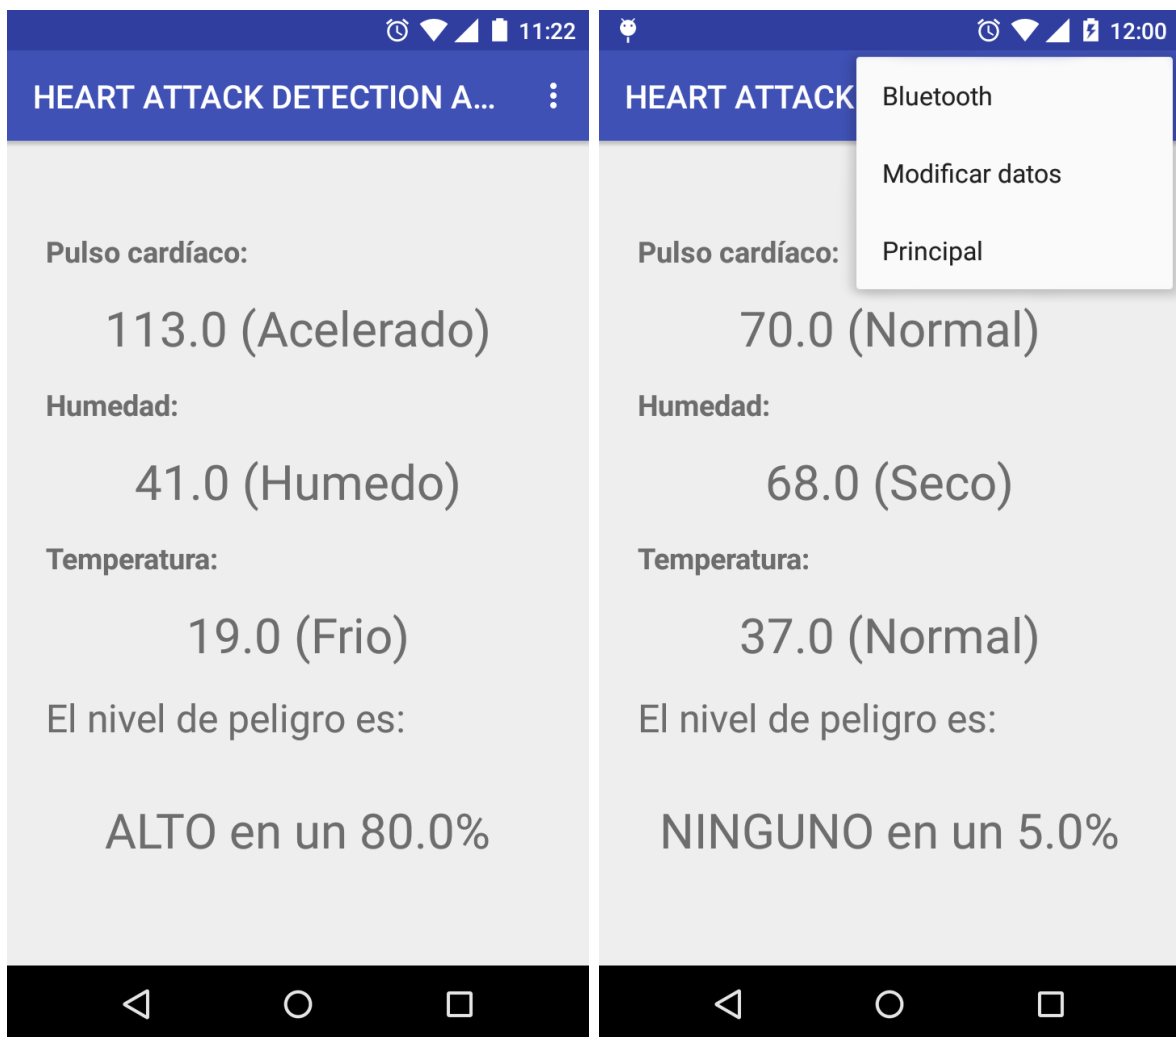 11:22
HEART ATTACK DETECTION A...
Pulso cardíaco:
113.0 (Acelerado)
Humedad:
41.0 (Humedo)
Temperatura:
19.0 (Frio)
El nivel de peligro es:
ALTO en un 80.0%
12:00
HEART ATTACK
Bluetooth
Modificar datos
Principal
Pulso cardíaco:
70.0 (Normal)
Humedad:
68.0 (Seco)
Temperatura:
37.0 (Normal)
El nivel de peligro es:
NINGUNO en un 5.0%